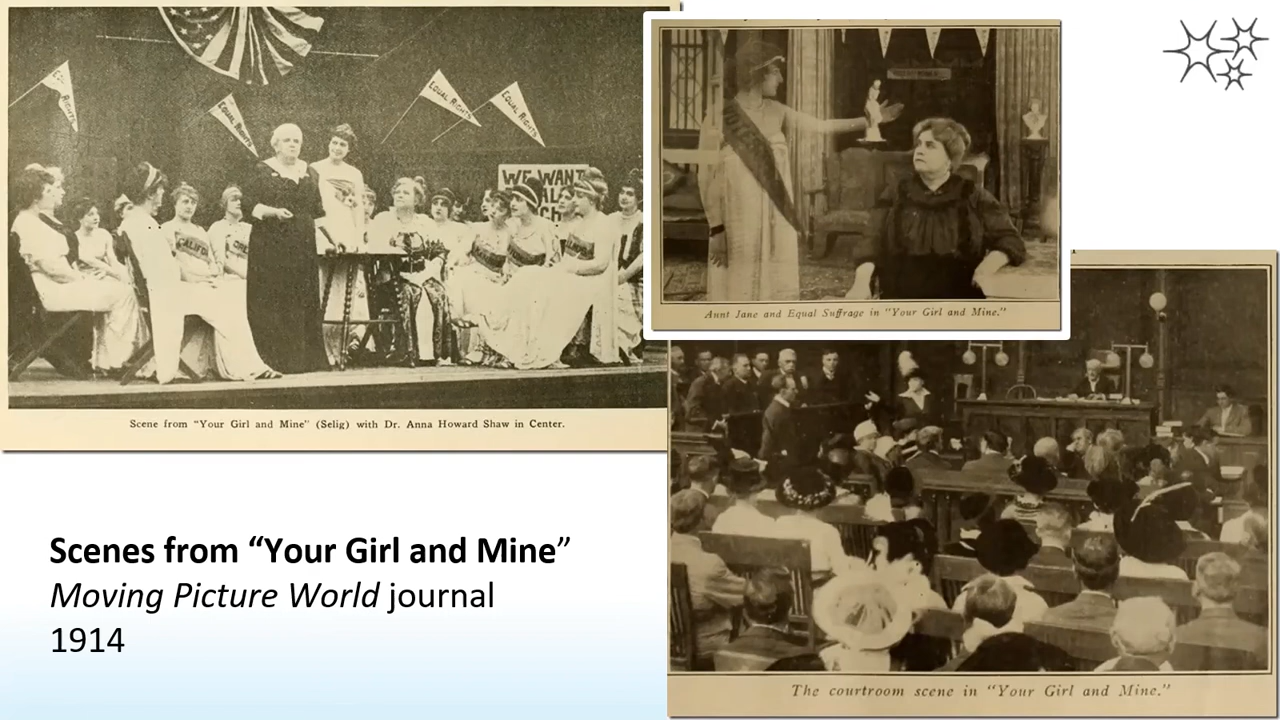 EQUAL RIGHTS
EQUAL RIGHTS
EQUAL RIGHTS
EQUAL RIGHTS
WE WANT
CALIFO
Scene from “Your Girl and Mine” (Selig) with Dr. Anna Howard Shaw in Center.
Aunt Jane and Equal Suffrage in “Your Girl and Mine.”
The courtroom scene in “Your Girl and Mine.”
Scenes from “Your Girl and Mine”
Moving Picture World journal
1914